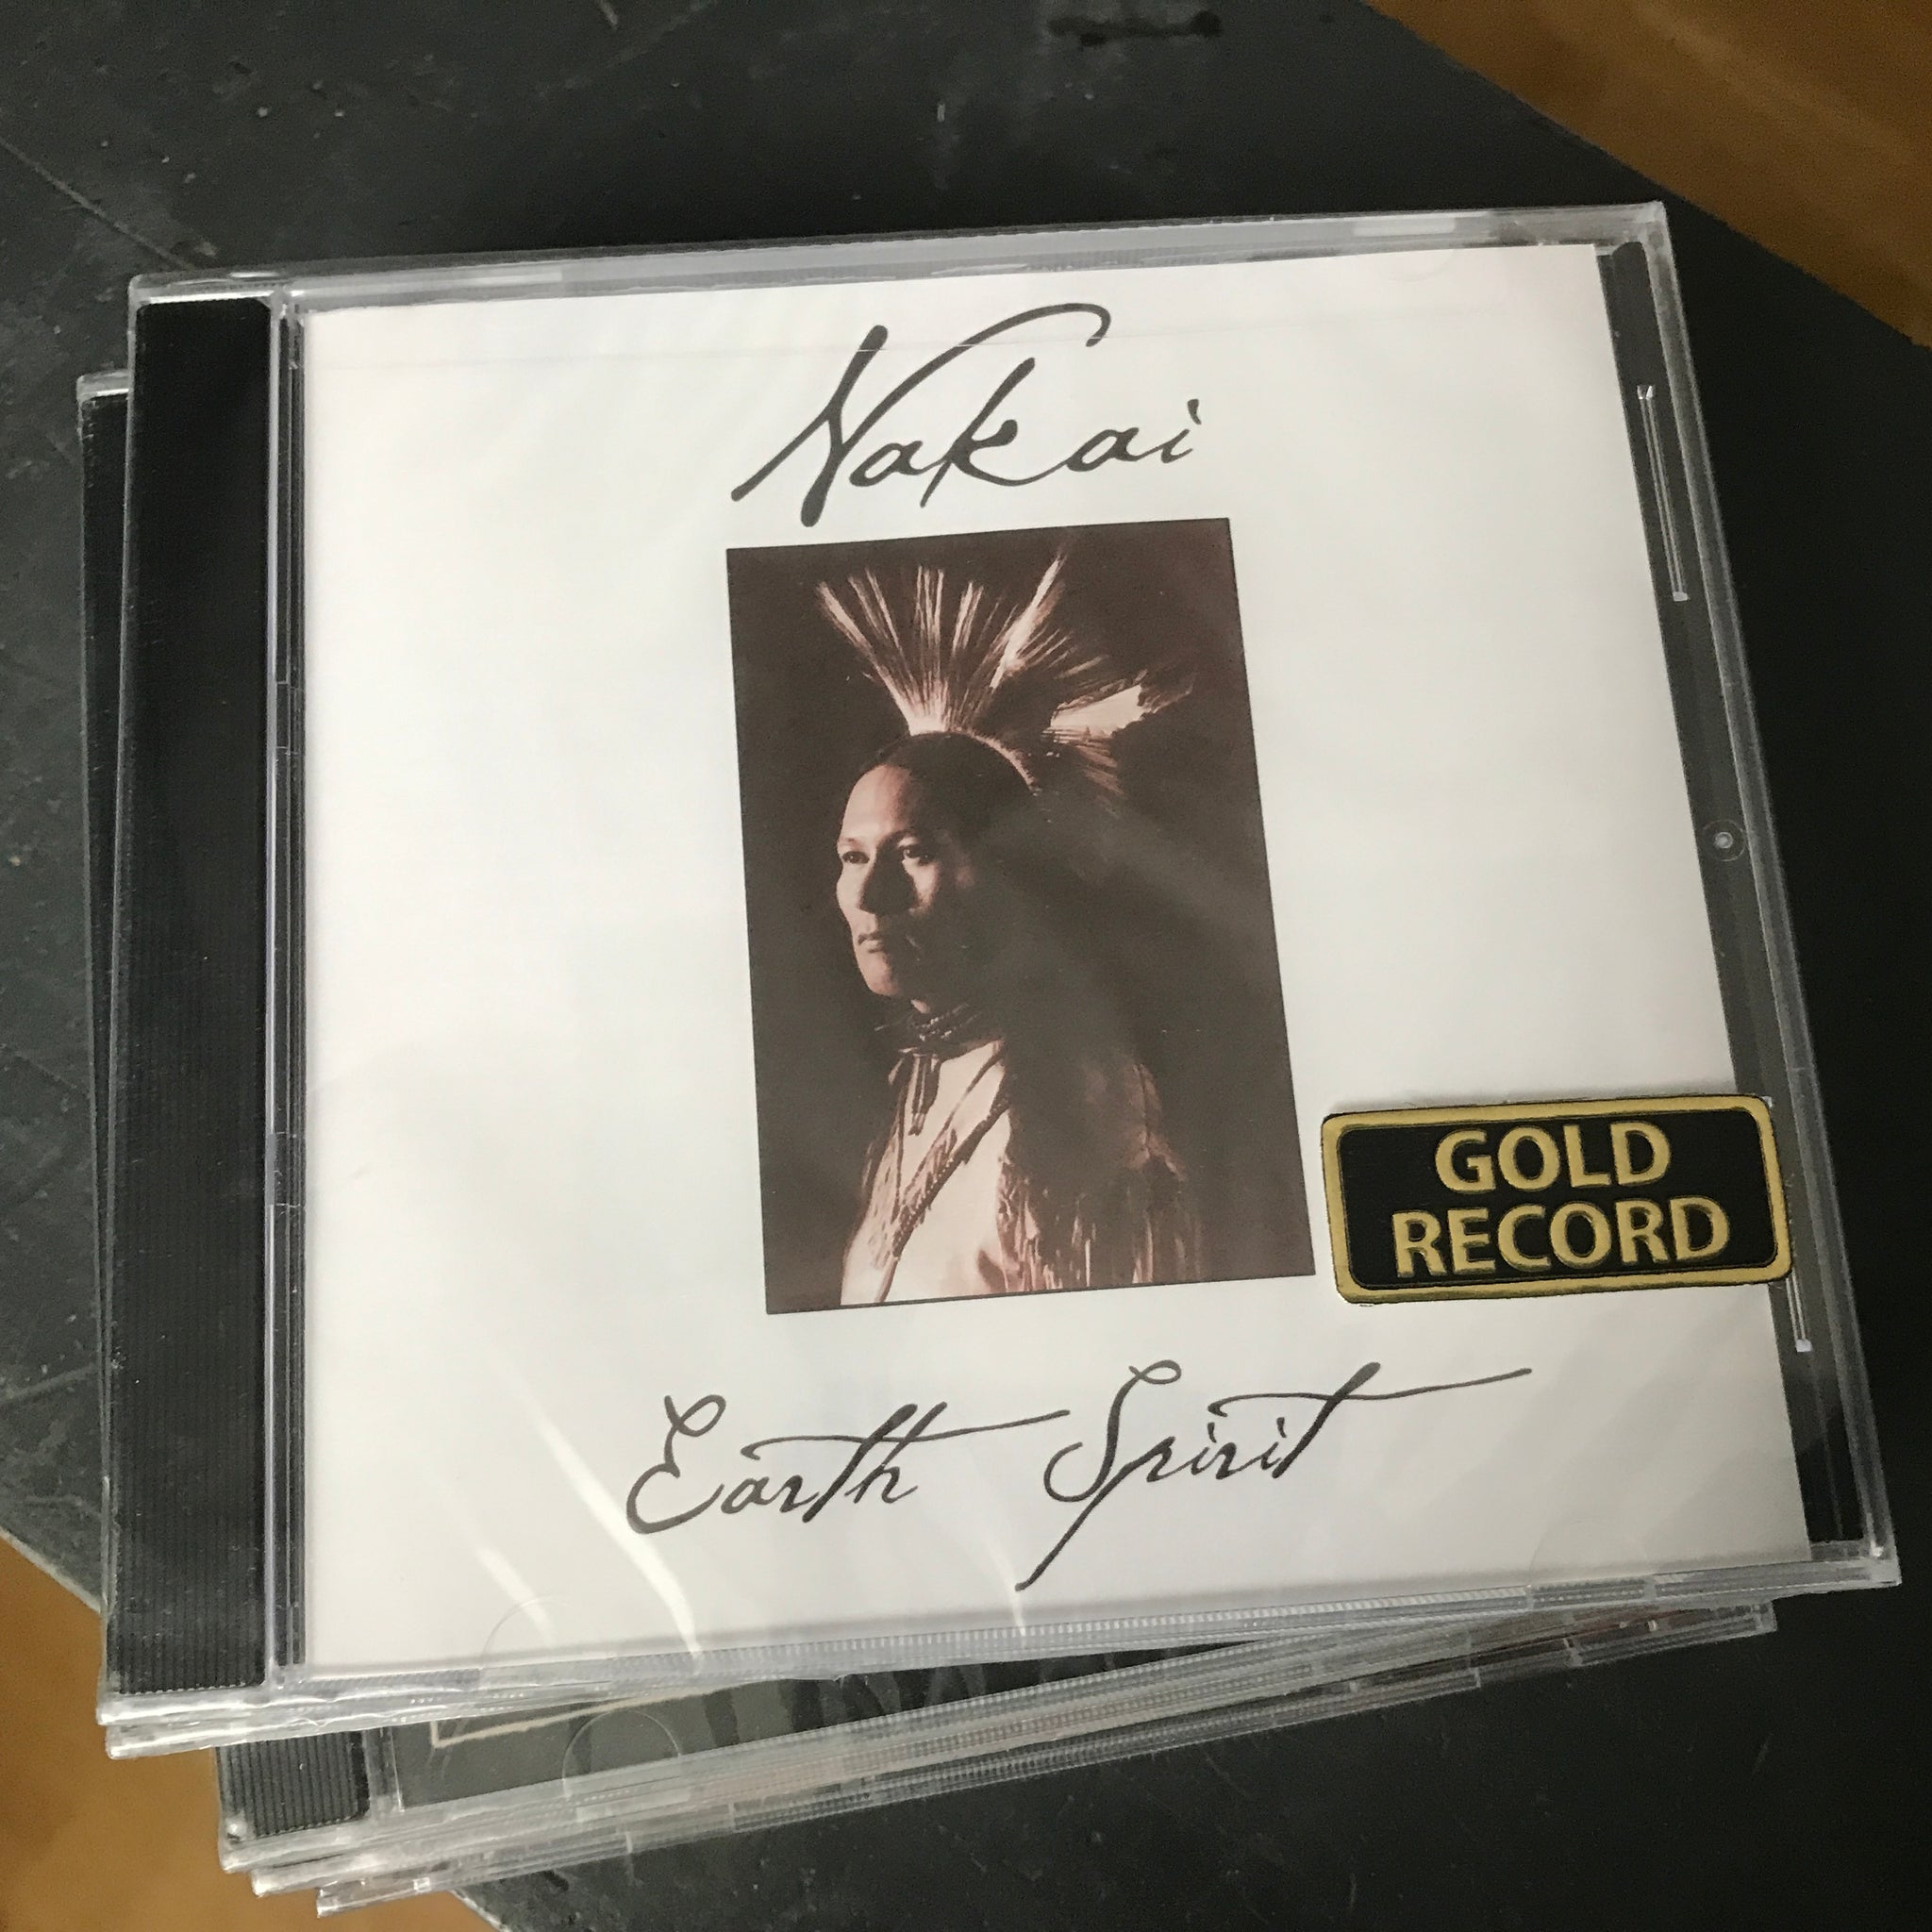 Nakai
GOLD
RECORD
Earth Spirit